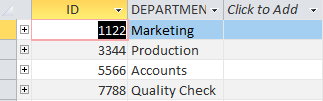 ID DEPARTMEN Click to Add
1122 Marketing
3344 Production
5566 Accounts
7788 Quality Check